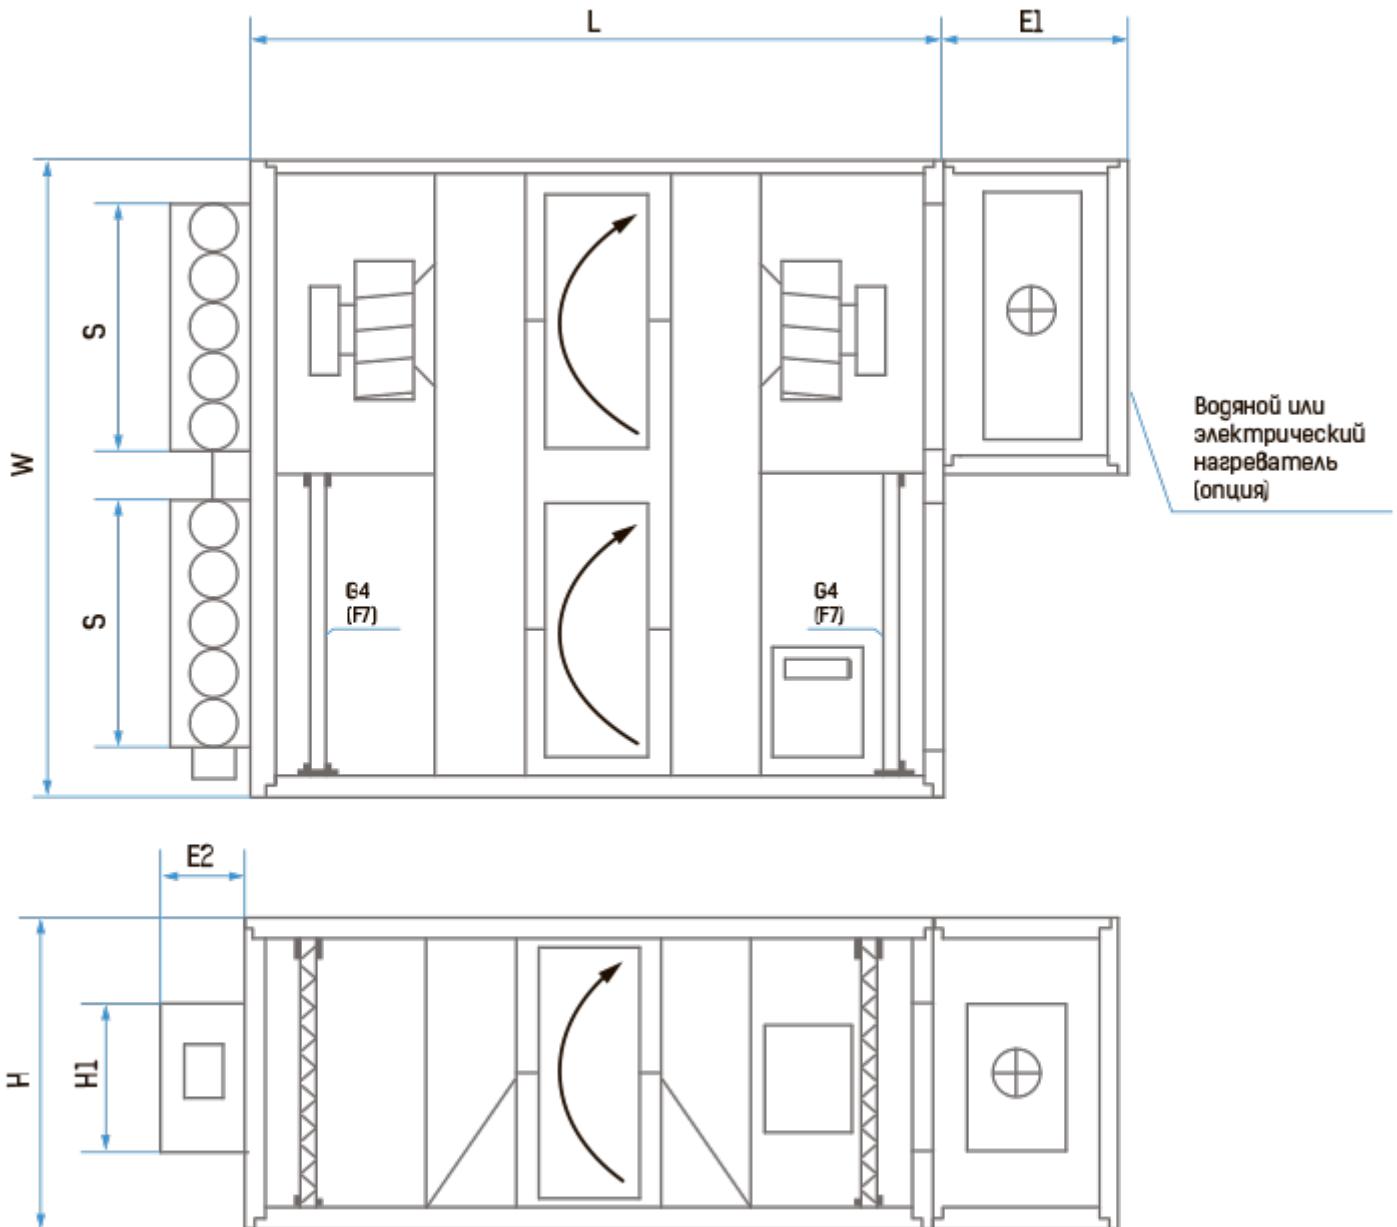 L
E1
S
W
Водяной или
электрический
нагреватель
(опция)
G4
(F7)
G4
(F7)
S
E2
H1
H